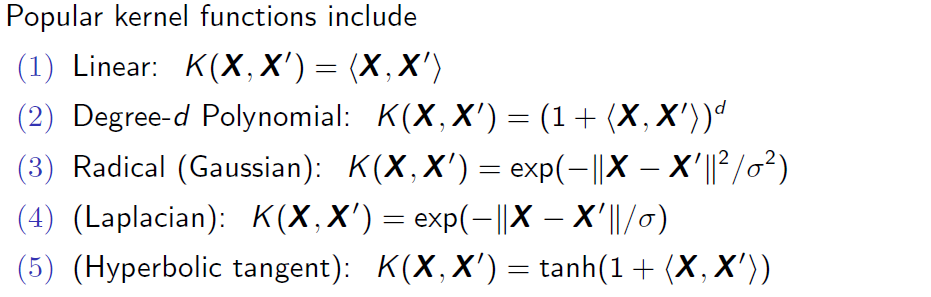 Popular kernel functions include
(1) Linear: K(X, X′) = ⟨X, X′⟩
(2) Degree-d Polynomial: K(X, X′) = (1 + ⟨X, X′⟩)ᵈ
(3) Radical (Gaussian): K(X, X′) = exp(−‖X − X′‖²/σ²)
(4) (Laplacian): K(X, X′) = exp(−‖X − X′‖/σ)
(5) (Hyperbolic tangent): K(X, X′) = tanh(1 + ⟨X, X′⟩)